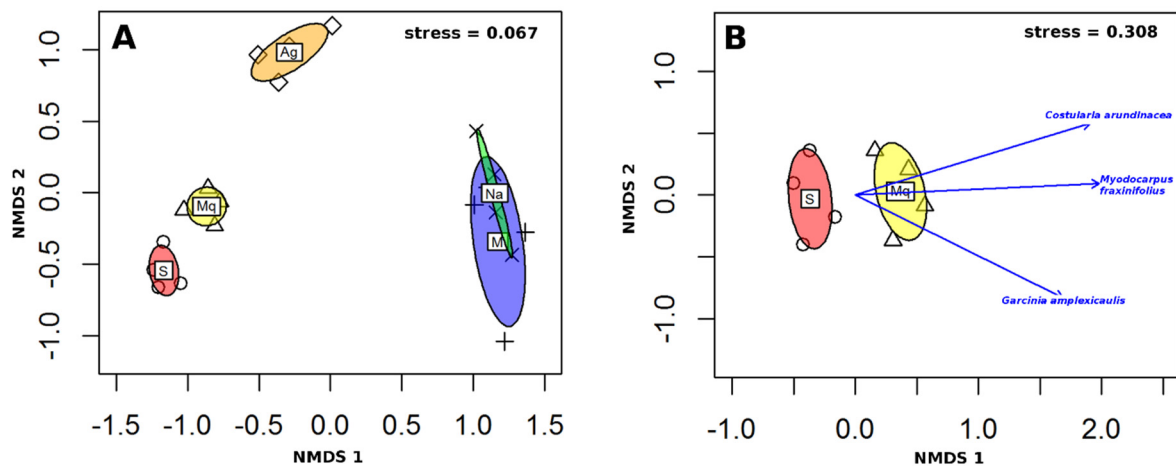 A
stress = 0.067
Ag
Na
Mq
M
S
1.0
0.5
0.0
-0.5
-1.0
NMDS 2
-1.5 -1.0 -0.5 0.0 0.5 1.0 1.5
NMDS 1
B
stress = 0.308
Costularia arundinacea
Myodocarpus
fraxinifolius
Mq
S
Garcinia amplexicaulis
1.0
0.0
-1.0
NMDS 2
-1.0 0.0 1.0 2.0
NMDS 1